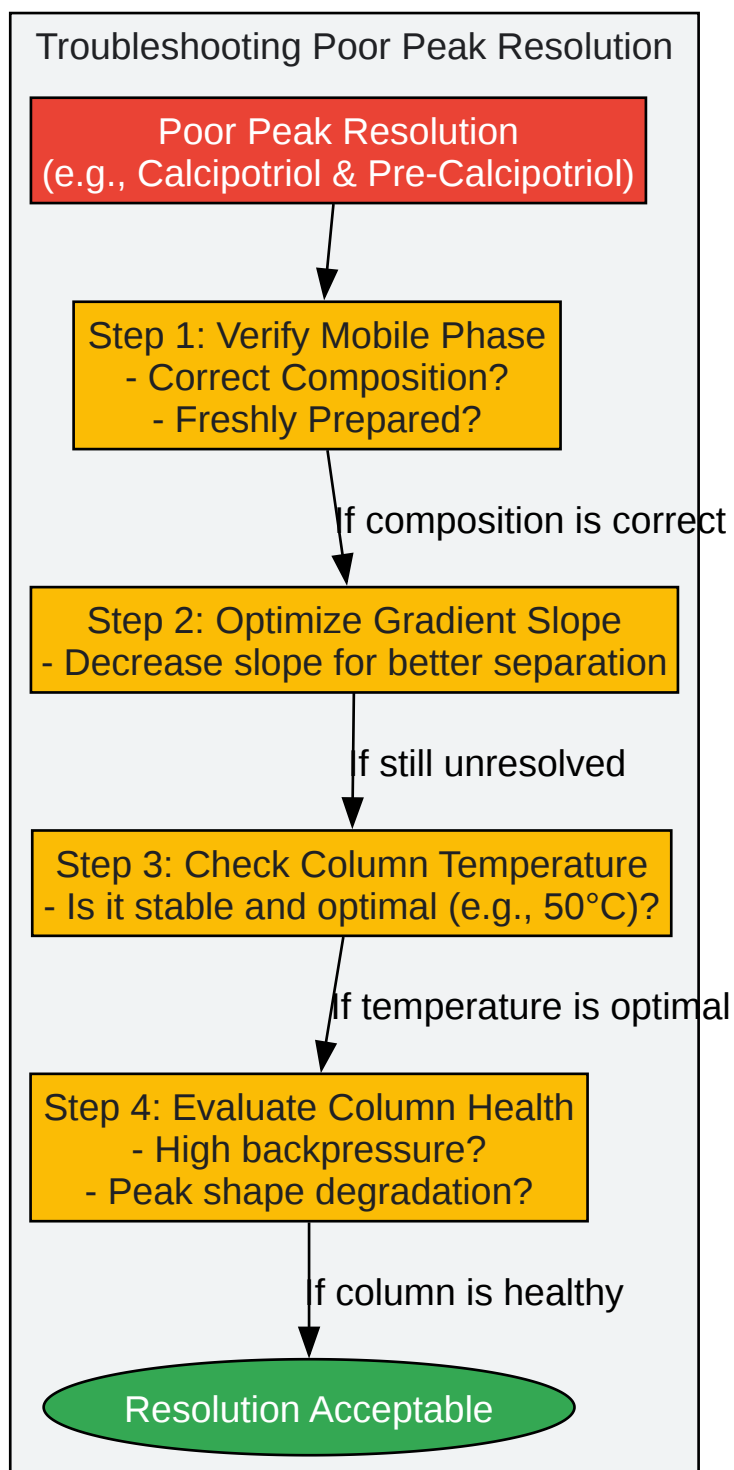 Troubleshooting Poor Peak Resolution
Poor Peak Resolution
(e.g., Calcipotriol & Pre-Calcipotriol)
Step 1: Verify Mobile Phase
- Correct Composition?
- Freshly Prepared?
If composition is correct
Step 2: Optimize Gradient Slope
- Decrease slope for better separation
If still unresolved
Step 3: Check Column Temperature
- Is it stable and optimal (e.g., 50°C)?
If temperature is optimal
Step 4: Evaluate Column Health
- High backpressure?
- Peak shape degradation?
If column is healthy
Resolution Acceptable